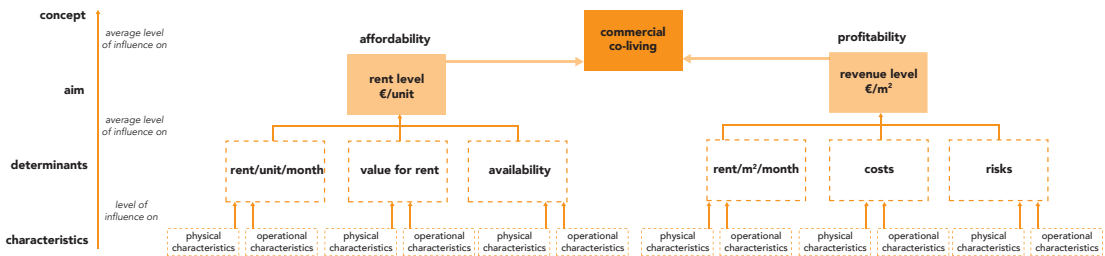 concept
average level
of influence on
affordability
commercial
co-living
profitability
aim
rent level
€/unit
revenue level
€/m²
average level
of influence on
determinants
rent/unit/month
value for rent
availability
rent/m²/month
costs
risks
level of
influence on
characteristics
physical
characteristics
operational
characteristics
physical
characteristics
operational
characteristics
physical
characteristics
operational
characteristics
physical
characteristics
operational
characteristics
physical
characteristics
operational
characteristics
physical
characteristics
operational
characteristics